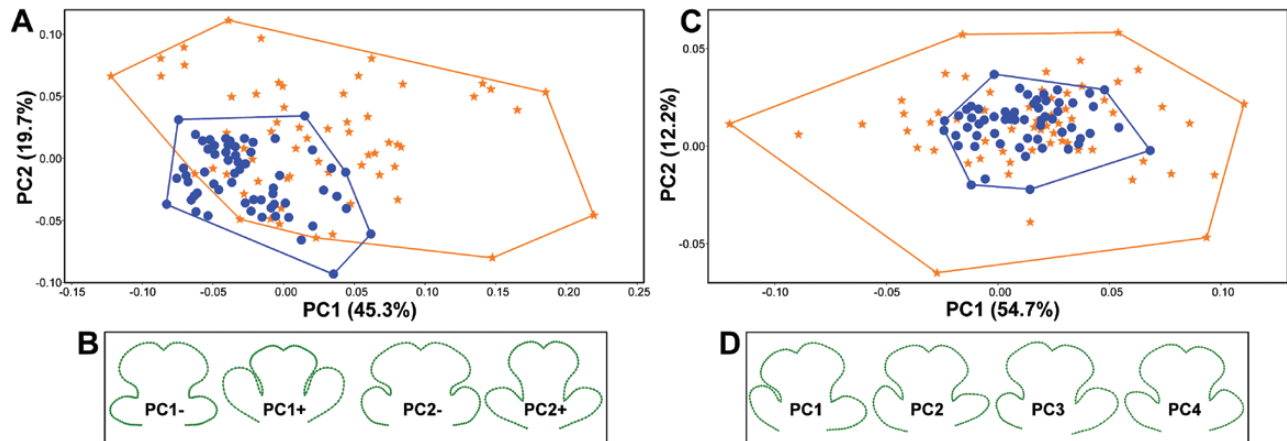 A
PC2 (19.7%)
0.10
0.05
0.00
-0.05
-0.10
-0.15
-0.10
-0.05
0.00
0.05
0.10
0.15
0.20
0.25
PC1 (45.3%)
C
PC2 (12.2%)
0.05
0.00
-0.05
-0.10
-0.05
0.00
0.05
0.10
PC1 (54.7%)
B
PC1-
PC1+
PC2-
PC2+
D
PC1
PC2
PC3
PC4